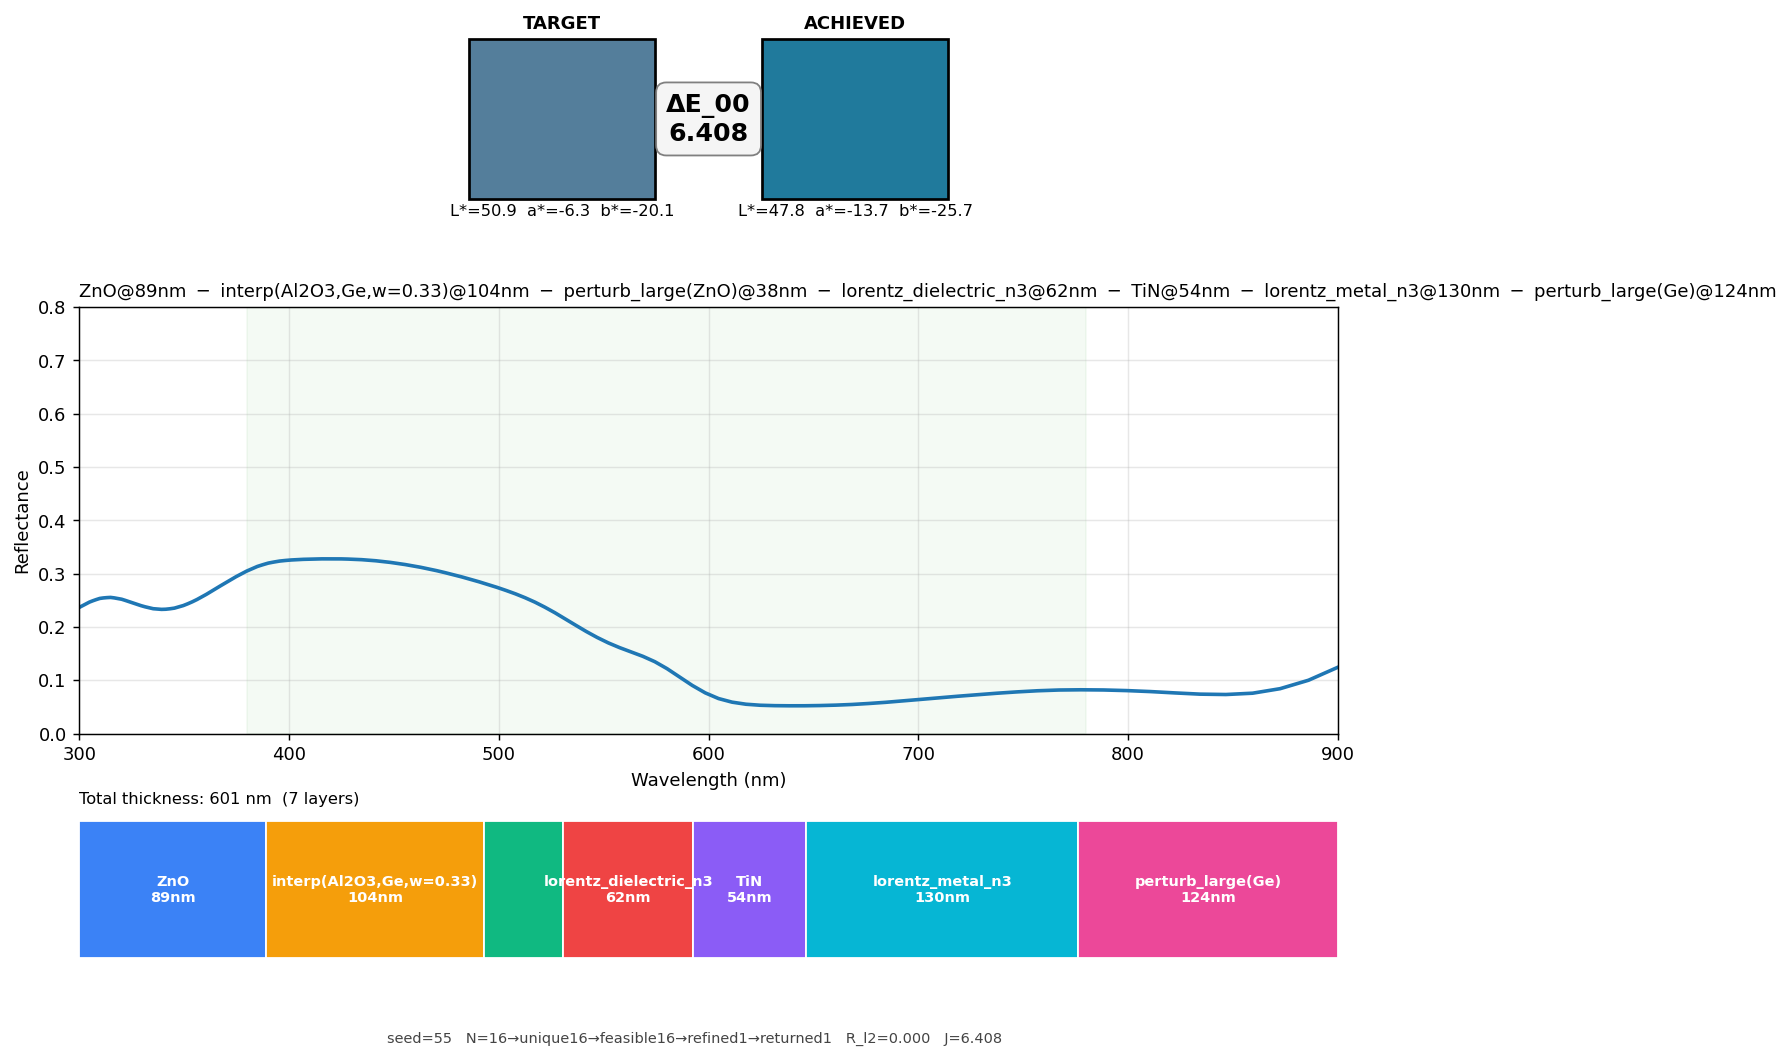 TARGET
ACHIEVED
ΔE_00
6.408
L*=50.9  a*=-6.3  b*=-20.1
L*=47.8  a*=-13.7  b*=-25.7
ZnO@89nm − interp(Al2O3,Ge,w=0.33)@104nm − perturb_large(ZnO)@38nm − lorentz_dielectric_n3@62nm − TiN@54nm − lorentz_metal_n3@130nm − perturb_large(Ge)@124nm
0.8
0.7
0.6
0.5
0.4
0.3
0.2
0.1
0.0
Reflectance
300 400 500 600 700 800 900
Wavelength (nm)
Total thickness: 601 nm  (7 layers)
ZnO
89nm
interp(Al2O3,Ge,w=0.33)
104nm
lorentz_dielectric_n3
62nm
TiN
54nm
lorentz_metal_n3
130nm
perturb_large(Ge)
124nm
seed=55   N=16→unique16→feasible16→refined1→returned1   R_l2=0.000   J=6.408